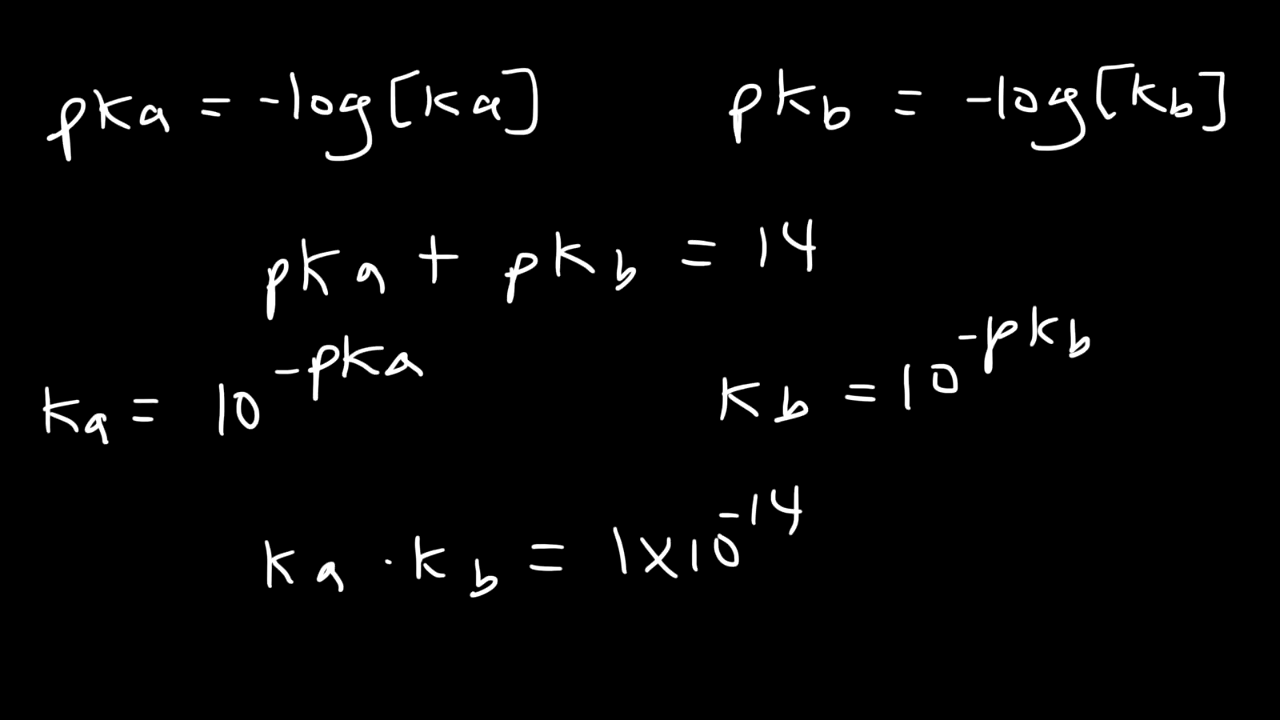 pKa = -log[Ka] pKb = -log[Kb]
pKa + pKb = 14
Ka = 10^-pKa Kb = 10^-pKb
Ka · Kb = 1x10^-14